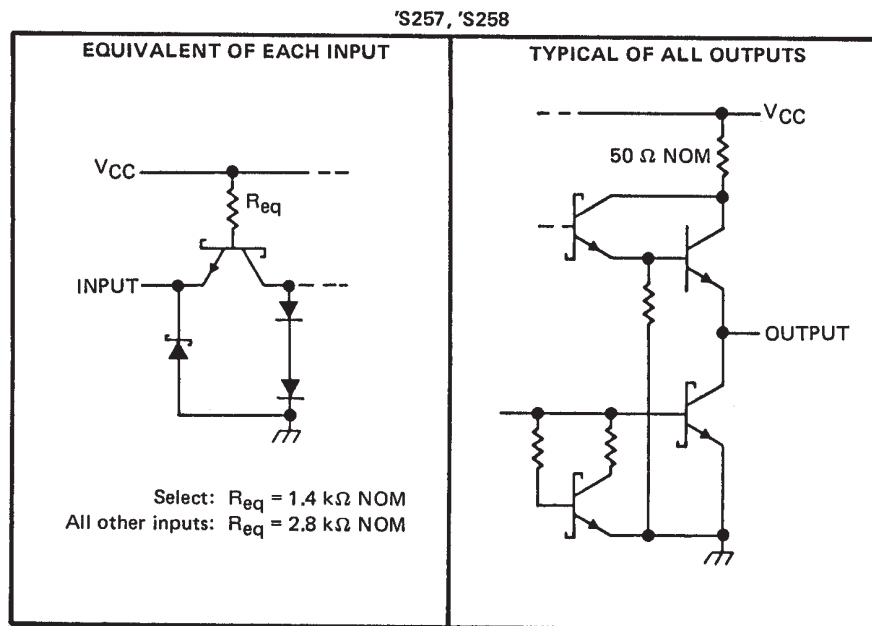 'S257, 'S258
EQUIVALENT OF EACH INPUT
VCC
Req
INPUT
Select: Req = 1.4 kΩ NOM
All other inputs: Req = 2.8 kΩ NOM
TYPICAL OF ALL OUTPUTS
VCC
50 Ω NOM
OUTPUT